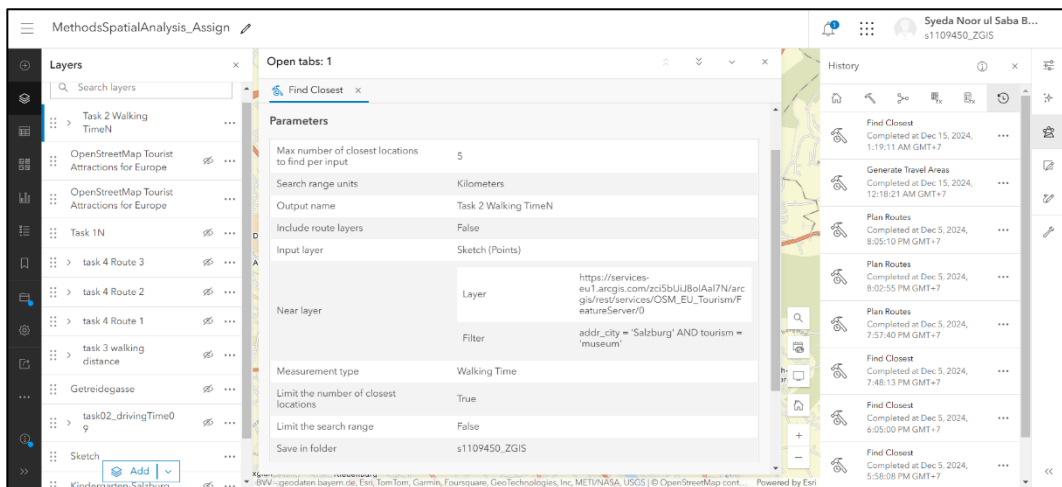 MethodsSpatialAnalysis_Assign
1
Syeda Noor ul Saba B...
s1109450_ZGIS
Layers
Search layers
Task 2 Walking
TimeN
OpenStreetMap Tourist
Attractions for Europe
OpenStreetMap Tourist
Attractions for Europe
Task 1N
task 4 Route 3
task 4 Route 2
task 4 Route 1
task 3 walking
distance
Getreidegasse
task02_drivingTime0
9
Sketch
Add
Kindergarten Salzburg
Open tabs: 1
Find Closest
Parameters
Max number of closest locations
to find per input
5
Search range units
Kilometers
Output name
Task 2 Walking TimeN
Include route layers
False
Input layer
Sketch (Points)
Near layer
Layer
https://services-
eu1.arcgis.com/zci5bUiJ8olAal7N/arc
gis/rest/services/OSM_EU_Tourism/F
eatureServer/0
Filter
addr_city = 'Salzburg' AND tourism =
'museum'
Measurement type
Walking Time
Limit the number of closest
locations
True
Limit the search range
False
Save in folder
s1109450_ZGIS
BVV - geodaten.bayern.de, Esri, TomTom, Garmin, Foursquare, GeoTechnologies, Inc, METI/NASA, USGS | © OpenStreetMap cont...
Powered by Esri
History
Find Closest
Completed at Dec 15, 2024,
1:19:11 AM GMT+7
Generate Travel Areas
Completed at Dec 15, 2024,
12:18:21 AM GMT+7
Plan Routes
Completed at Dec 5, 2024,
8:05:10 PM GMT+7
Plan Routes
Completed at Dec 5, 2024,
8:02:55 PM GMT+7
Plan Routes
Completed at Dec 5, 2024,
7:57:40 PM GMT+7
Find Closest
Completed at Dec 5, 2024,
7:48:13 PM GMT+7
Find Closest
Completed at Dec 5, 2024,
6:05:00 PM GMT+7
Find Closest
Completed at Dec 5, 2024,
5:58:08 PM GMT+7